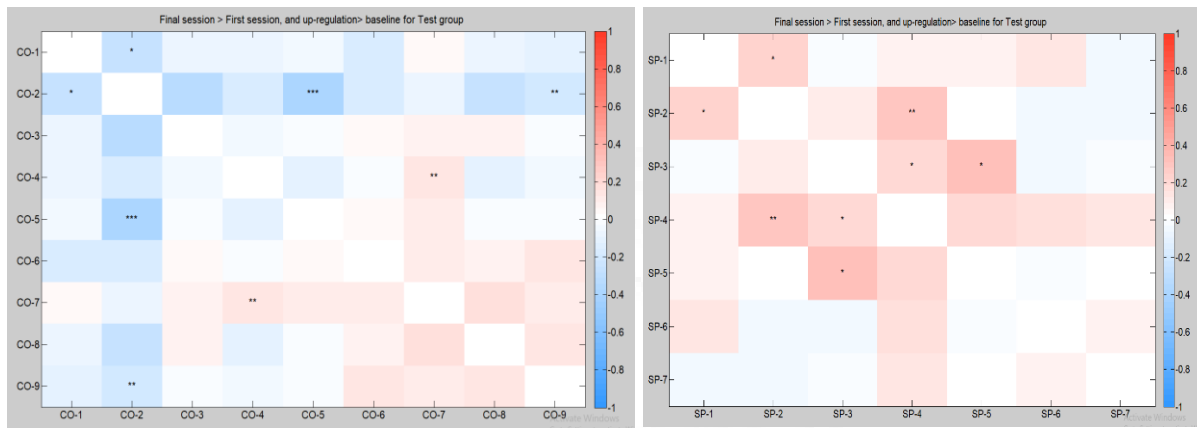 Final session > First session, and up-regulation> baseline for Test group
CO-1
*
CO-2
*
***
**
CO-3
CO-4
**
CO-5
***
CO-6
CO-7
**
CO-8
CO-9
**
CO-1 CO-2 CO-3 CO-4 CO-5 CO-6 CO-7 CO-8 CO-9
1
0.8
0.6
0.4
0.2
0
-0.2
-0.4
-0.6
-0.8
-1
Activate Windows
Final session > First session, and up-regulation> baseline for Test group
SP-1
*
SP-2
*
**
SP-3
*
*
SP-4
**
*
SP-5
*
SP-6
SP-7
SP-1 SP-2 SP-3 SP-4 SP-5 SP-6 SP-7
1
0.8
0.6
0.4
0.2
0
-0.2
-0.4
-0.6
-0.8
-1
Activate Windows